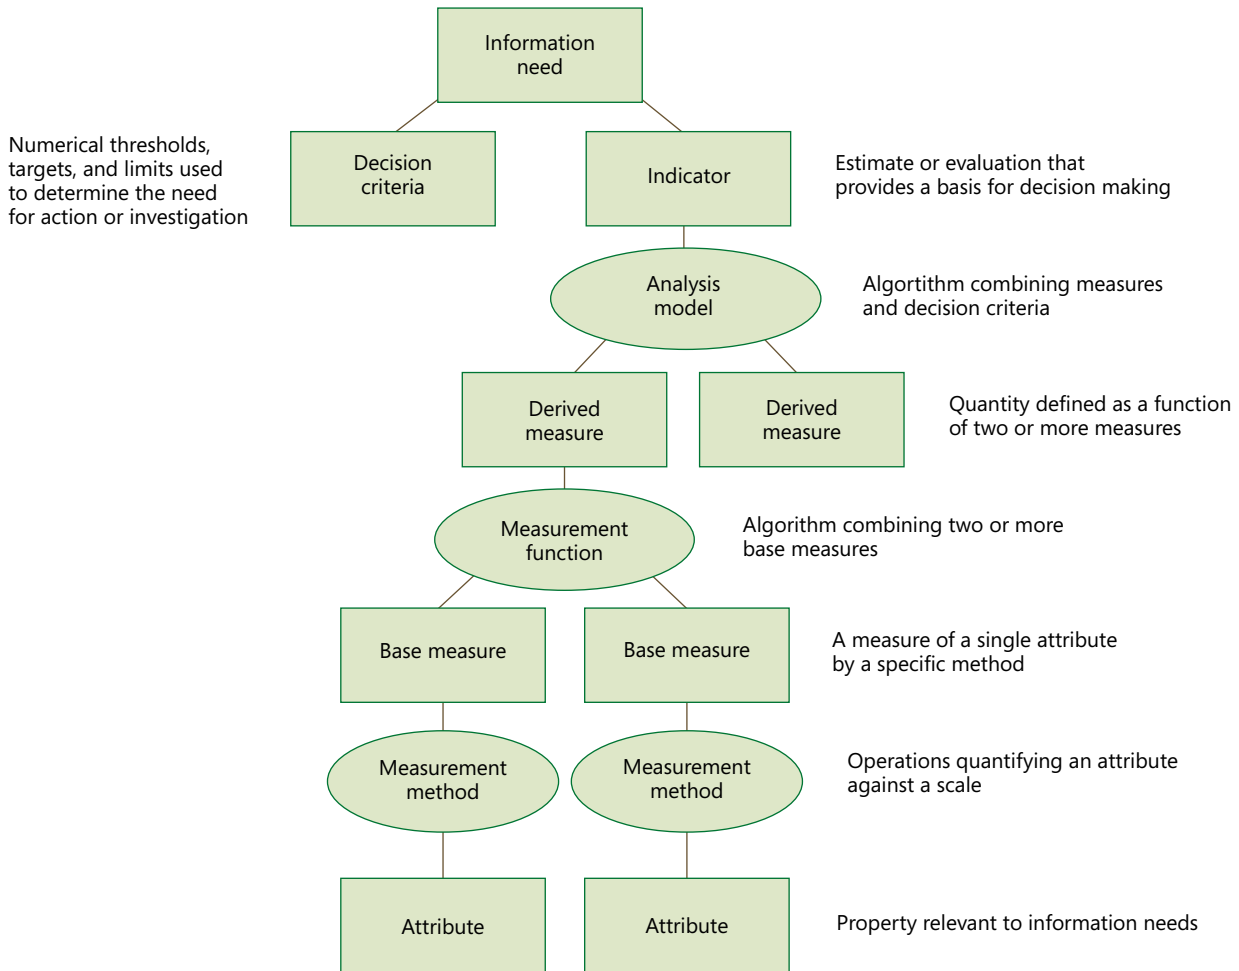 Information
need
Numerical thresholds,
targets, and limits used
to determine the need
for action or investigation
Decision
criteria
Indicator
Estimate or evaluation that
provides a basis for decision making
Analysis
model
Algortithm combining measures
and decision criteria
Derived
measure
Derived
measure
Quantity defined as a function
of two or more measures
Measurement
function
Algorithm combining two or more
base measures
Base measure
Base measure
A measure of a single attribute
by a specific method
Measurement
method
Measurement
method
Operations quantifying an attribute
against a scale
Attribute
Attribute
Property relevant to information needs